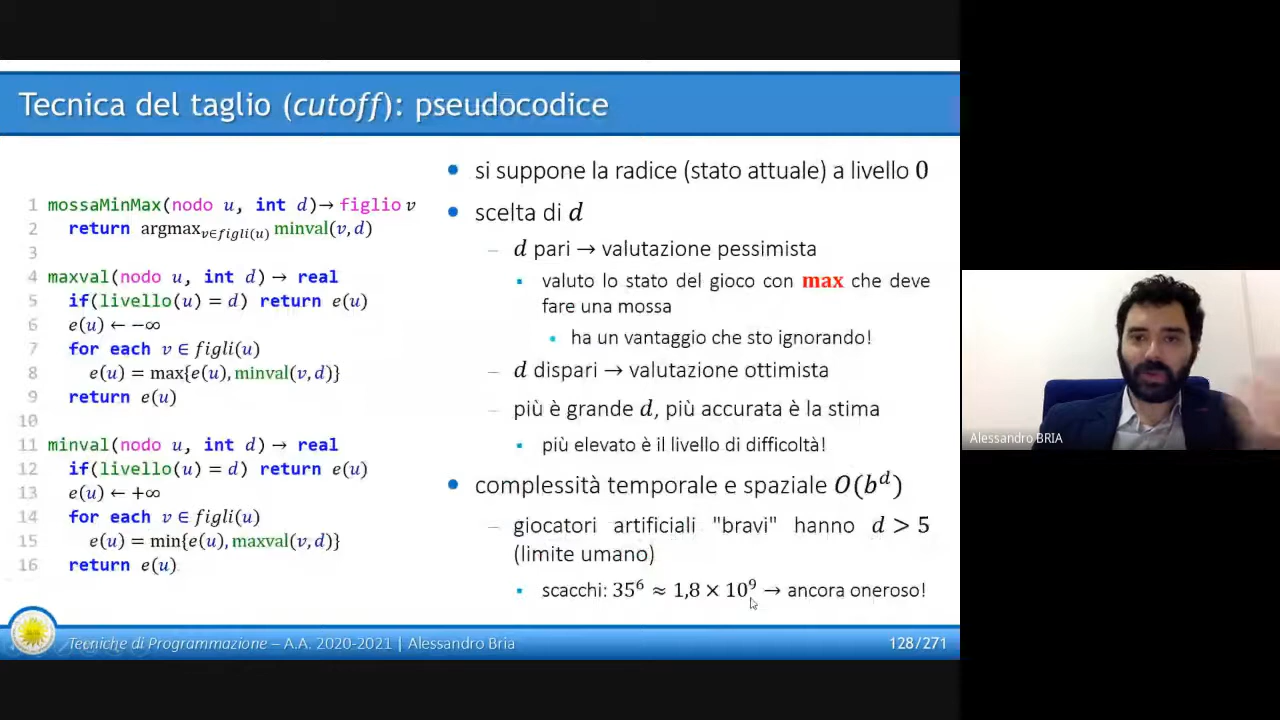 Tecnica del taglio (cutoff): pseudocodice
1 mossaMinMax(nodo u, int d)→ figlio v
2 return argmax_{v∈figli(u)} minval(v,d)
3
4 maxval(nodo u, int d) → real
5 if(livello(u) = d) return e(u)
6 e(u) ← −∞
7 for each v ∈ figli(u)
8 e(u) = max{e(u), minval(v,d)}
9 return e(u)
10
11 minval(nodo u, int d) → real
12 if(livello(u) = d) return e(u)
13 e(u) ← +∞
14 for each v ∈ figli(u)
15 e(u) = min{e(u), maxval(v,d)}
16 return e(u)
• si suppone la radice (stato attuale) a livello 0
• scelta di d
– d pari → valutazione pessimista
▪ valuto lo stato del gioco con max che deve
fare una mossa
• ha un vantaggio che sto ignorando!
– d dispari → valutazione ottimista
– più è grande d, più accurata è la stima
▪ più elevato è il livello di difficoltà!
• complessità temporale e spaziale O(b^d)
– giocatori artificiali "bravi" hanno d > 5
(limite umano)
▪ scacchi: 35⁶ ≈ 1,8 × 10⁹ → ancora oneroso!
Alessandro BRIA
Tecniche di Programmazione – A.A. 2020-2021 | Alessandro Bria
128/271